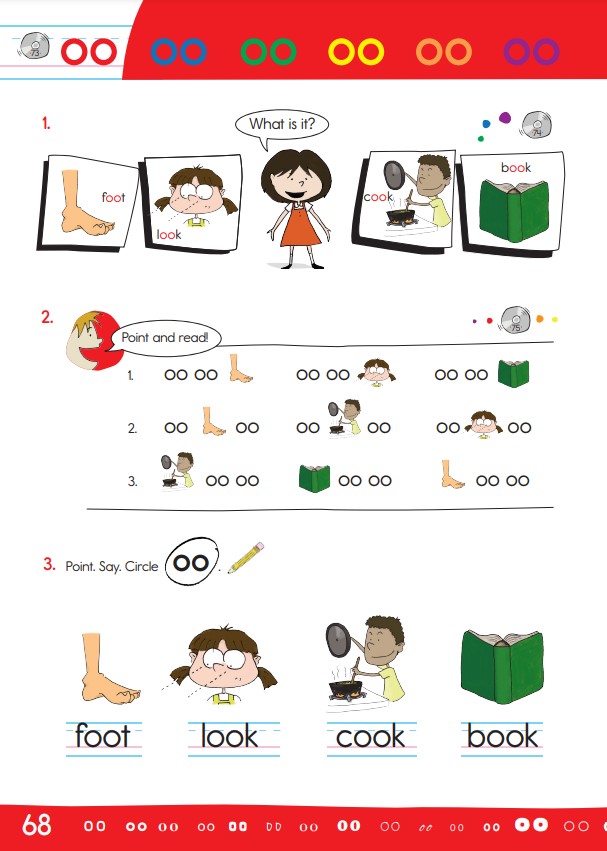 73 oo oo oo oo oo oo
1.
What is it?
74
foot
look
cook
book
2.
Point and read!
75
1. oo oo oo oo oo oo
2. oo oo oo oo oo oo
3. oo oo oo oo oo oo
3. Point. Say. Circle oo.
foot look cook book
68 oo oo oo oo oo oo oo oo oo oo oo oo oo oo